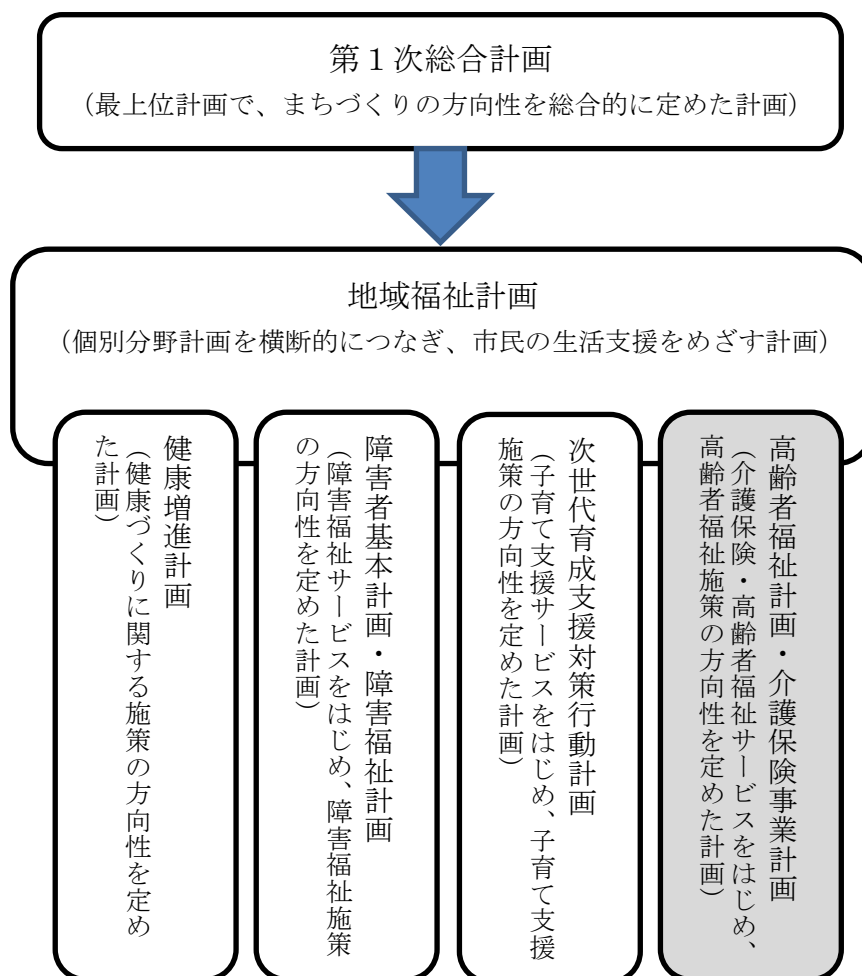 第１次総合計画
（最上位計画で、まちづくりの方向性を総合的に定めた計画）
地域福祉計画
（個別分野計画を横断的につなぎ、市民の生活支援をめざす計画）
高齢者福祉計画・介護保険事業計画
（介護保険・高齢者福祉サービスをはじめ、
高齢者福祉施策の方向性を定めた計画）
次世代育成支援対策行動計画
（子育て支援サービスをはじめ、子育て支援
施策の方向性を定めた計画）
障害者基本計画・障害福祉計画
（障害福祉サービスをはじめ、障害福祉施策
の方向性を定めた計画）
健康増進計画
（健康づくりに関する施策の方向性を定め
た計画）